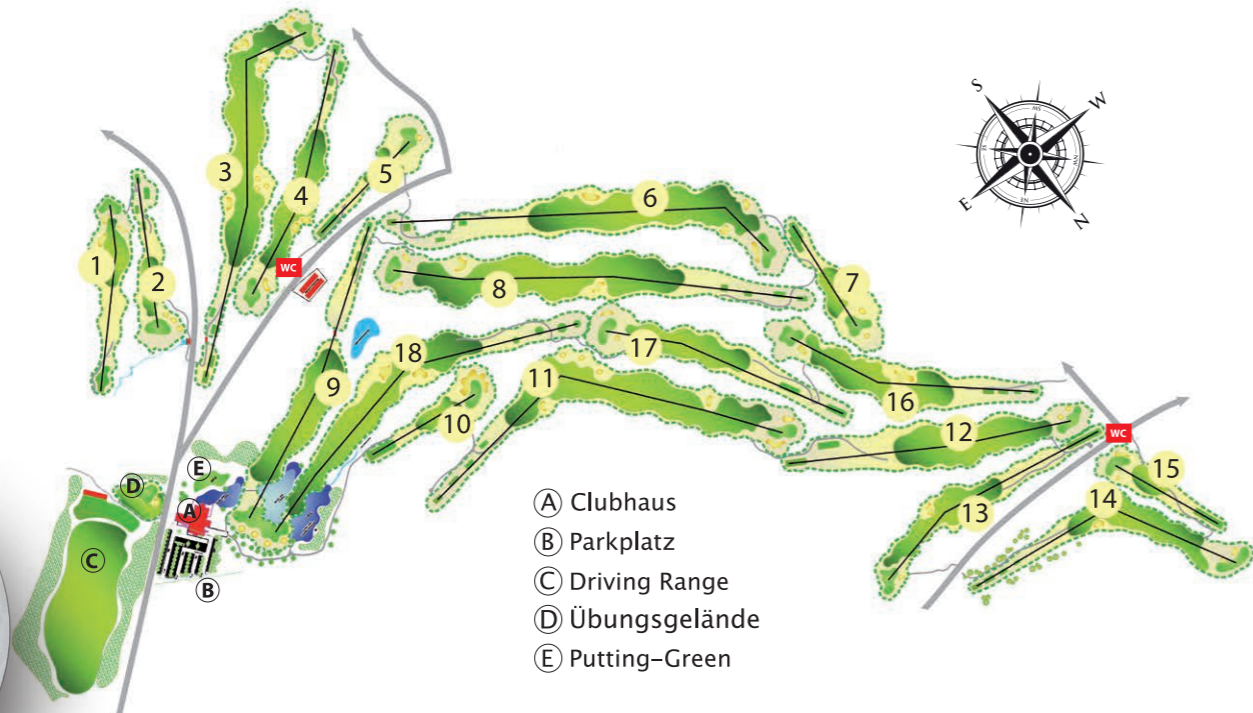 1
2
3
4
5
6
7
8
9
10
11
12
13
14
15
16
17
18
WC
WC
S
W
E
N
A
B
C
D
E
Ⓐ Clubhaus
Ⓑ Parkplatz
Ⓒ Driving Range
Ⓓ Übungsgelände
Ⓔ Putting–Green